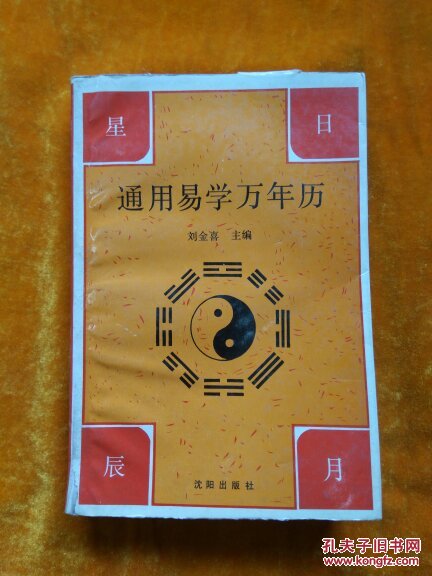 星 日
通用易学万年历
刘金喜 主编
辰 月
沈阳出版社
孔夫子旧书网
kongfz.com